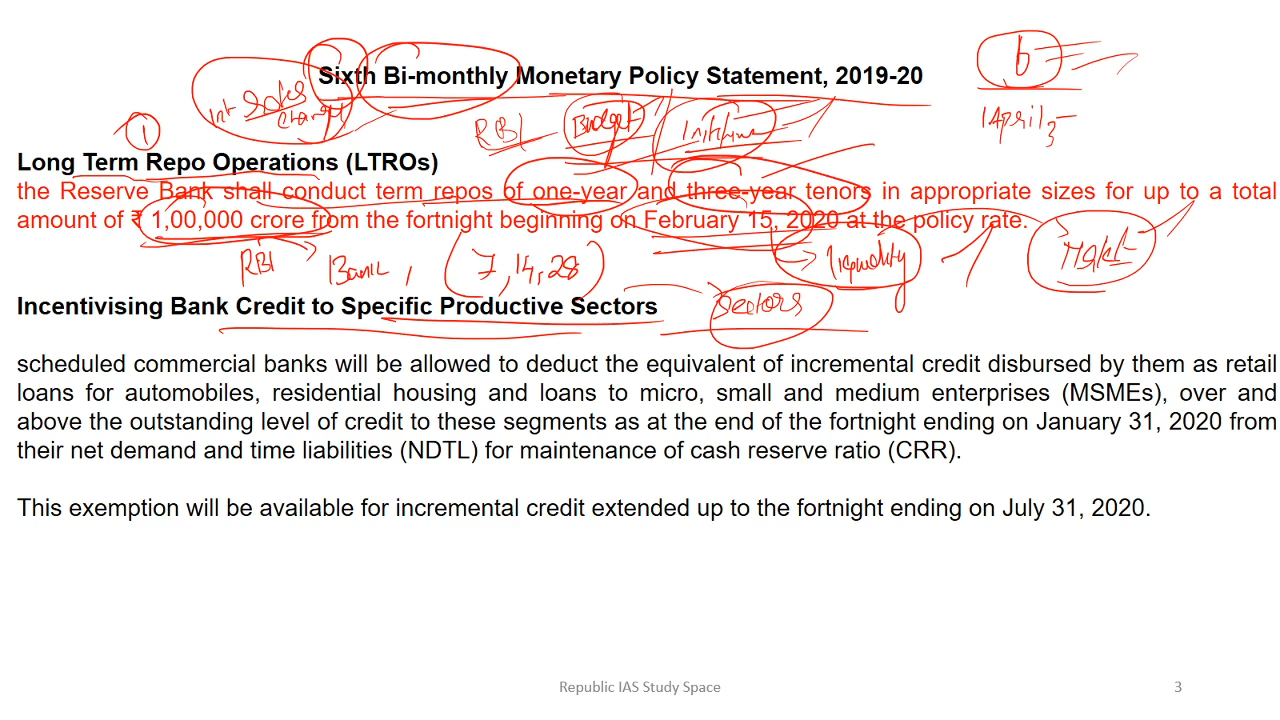 6
Sixth Bi-monthly Monetary Policy Statement, 2019-20
Int Rates
RBI Budget Initiative
1 April
1
Long Term Repo Operations (LTROs)
the Reserve Bank shall conduct term repos of one-year and three-year tenors in appropriate sizes for up to a total
amount of ₹ 1,00,000 crore from the fortnight beginning on February 15, 2020 at the policy rate.
RBI Bank, 7, 14, 28 Liquidity Market
Incentivising Bank Credit to Specific Productive Sectors Sectors
scheduled commercial banks will be allowed to deduct the equivalent of incremental credit disbursed by them as retail
loans for automobiles, residential housing and loans to micro, small and medium enterprises (MSMEs), over and
above the outstanding level of credit to these segments as at the end of the fortnight ending on January 31, 2020 from
their net demand and time liabilities (NDTL) for maintenance of cash reserve ratio (CRR).
This exemption will be available for incremental credit extended up to the fortnight ending on July 31, 2020.
Republic IAS Study Space 3